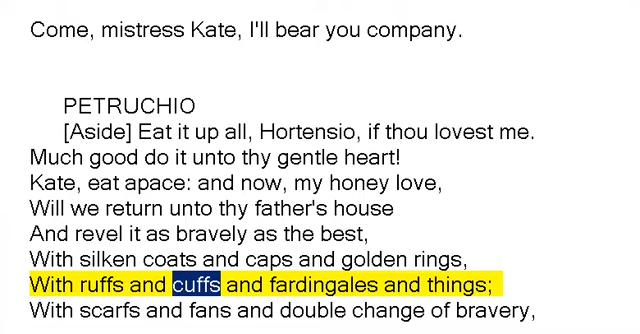 Come, mistress Kate, I'll bear you company.
PETRUCHIO
[Aside] Eat it up all, Hortensio, if thou lovest me.
Much good do it unto thy gentle heart!
Kate, eat apace: and now, my honey love,
Will we return unto thy father's house
And revel it as bravely as the best,
With silken coats and caps and golden rings,
With ruffs and cuffs and fardingales and things;
With scarfs and fans and double change of bravery,